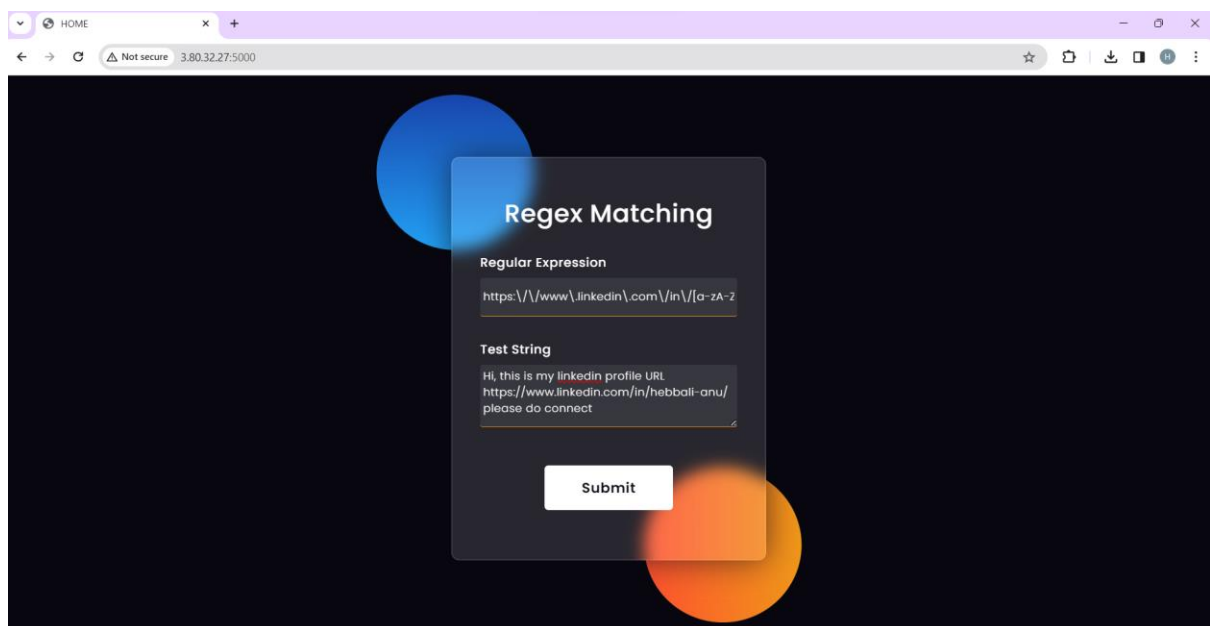 HOME
Not secure 3.80.32.27:5000
H
Regex Matching
Regular Expression
https:\/\/www\.linkedin\.com\/in\/[a-zA-Z
Test String
Hi, this is my linkedin profile URL
https://www.linkedin.com/in/hebbali-anu/
please do connect
Submit